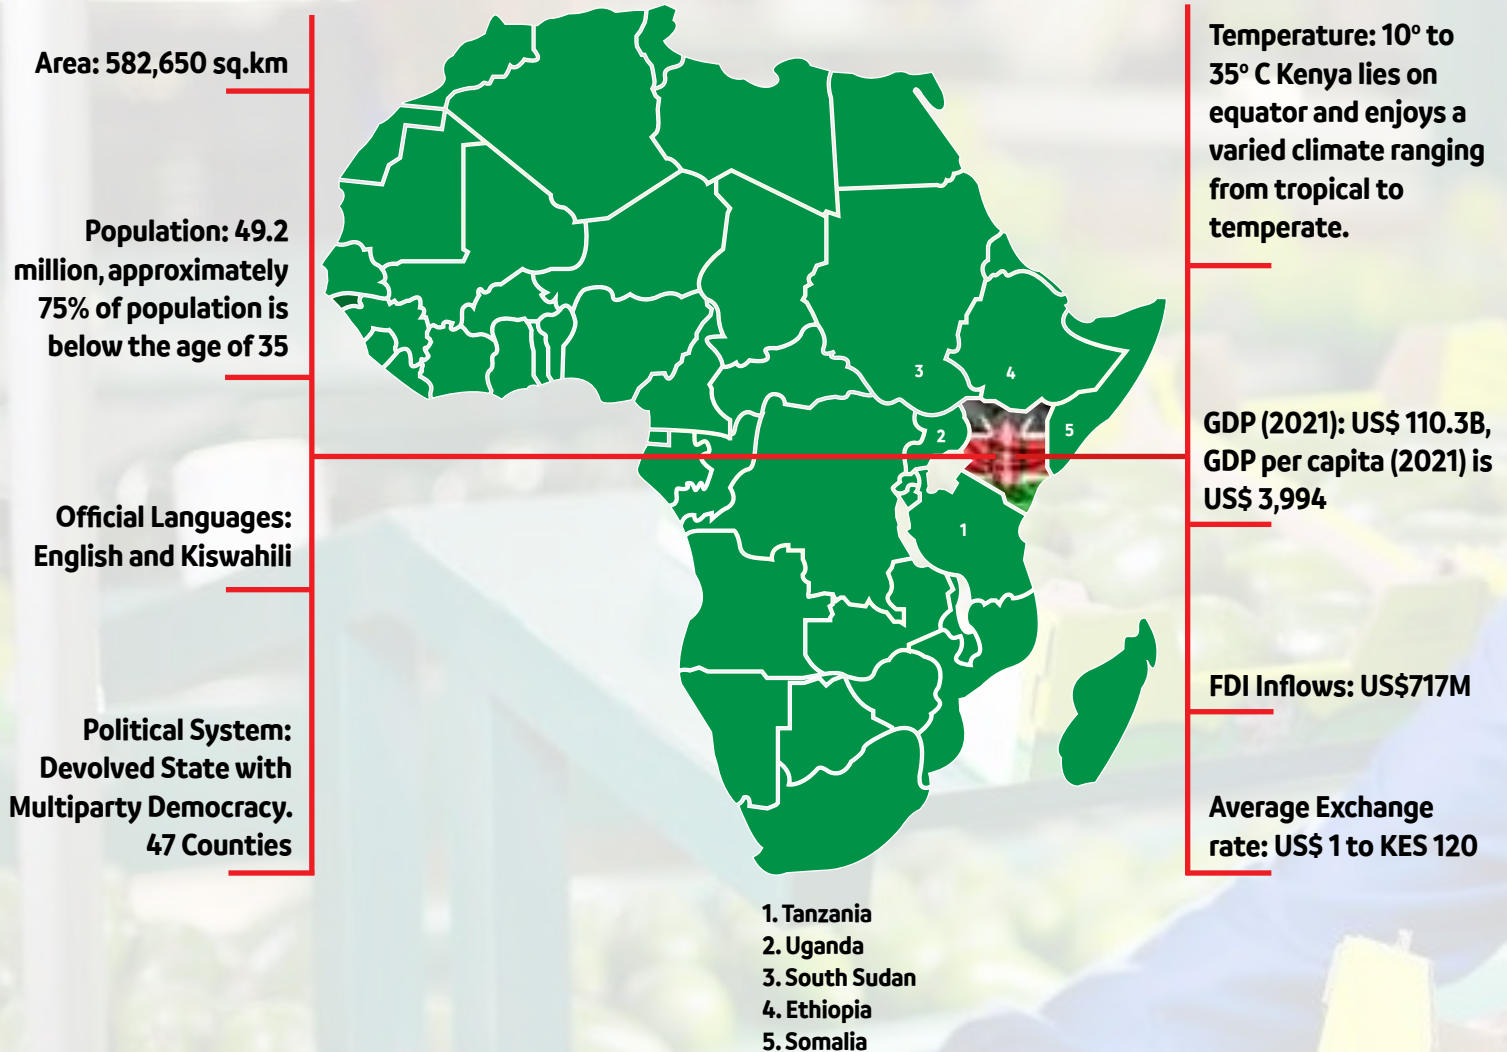 Area: 582,650 sq.km
Population: 49.2
million, approximately
75% of population is
below the age of 35
Official Languages:
English and Kiswahili
Political System:
Devolved State with
Multiparty Democracy.
47 Counties
3
4
2
5
1
Temperature: 10º to
35º C Kenya lies on
equator and enjoys a
varied climate ranging
from tropical to
temperate.
GDP (2021): US$ 110.3B,
GDP per capita (2021) is
US$ 3,994
FDI Inflows: US$717M
Average Exchange
rate: US$ 1 to KES 120
1. Tanzania
2. Uganda
3. South Sudan
4. Ethiopia
5. Somalia